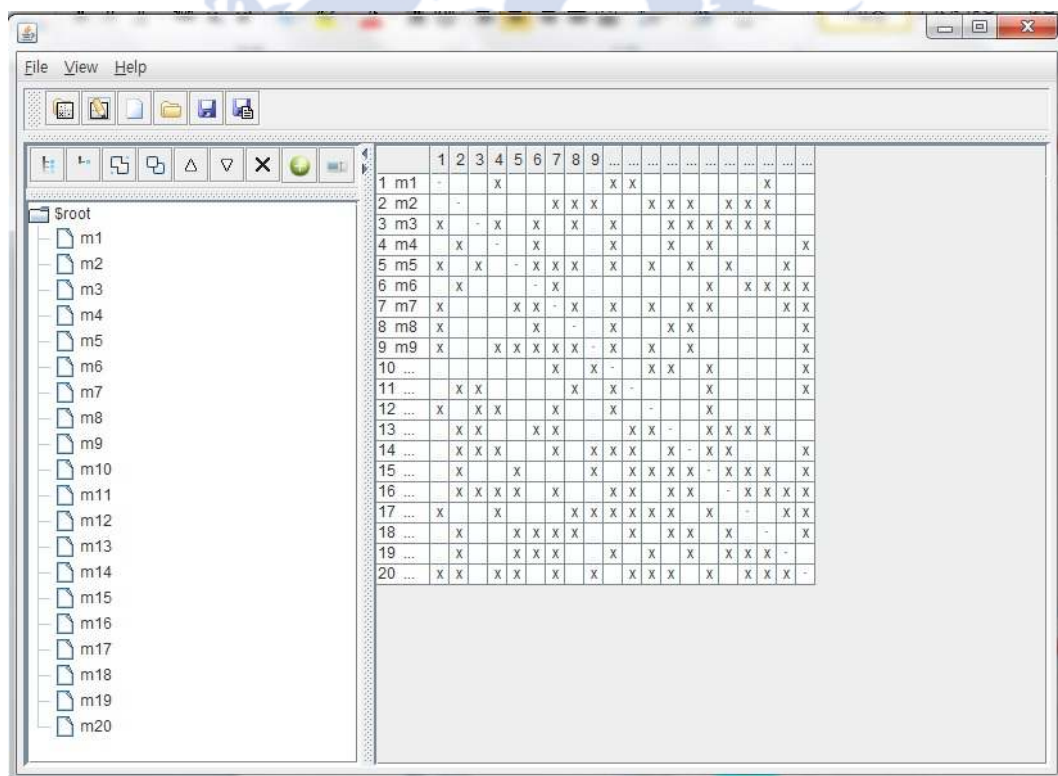 File View Help
$root
m1
m2
m3
m4
m5
m6
m7
m8
m9
m10
m11
m12
m13
m14
m15
m16
m17
m18
m19
m20
1 2 3 4 5 6 7 8 9 ... ... ... ... ... ... ... ... ... ... ...
1 m1 - x x x x
2 m2 - x x x x x x x x x
3 m3 x - x x x x x x x x x x
4 m4 x - x x x x x
5 m5 x x - x x x x x x x x
6 m6 x - x x x x x x
7 m7 x x x - x x x x x x x
8 m8 x x - x x x x
9 m9 x x x x x x - x x x x
10 ... x x - x x x x
11 ... x x x x - x x
12 ... x x x x x - x
13 ... x x x x x x - x x x x
14 ... x x x x x x x x - x x x
15 ... x x x x x x x - x x x x
16 ... x x x x x x x x x - x x x x
17 ... x x x x x x x x x x - x x
18 ... x x x x x x x x x - x
19 ... x x x x x x x x x x -
20 ... x x x x x x x x x x x x x -